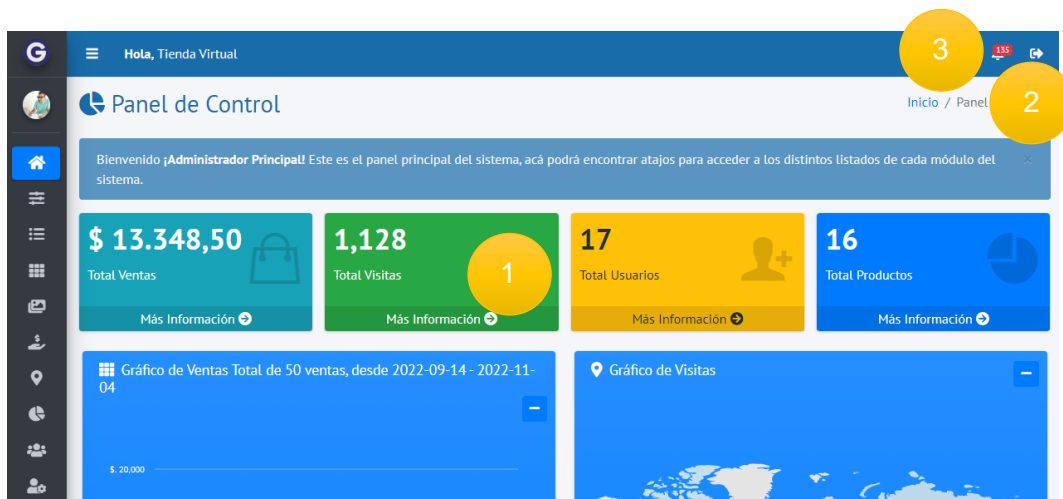 G
Hola, Tienda Virtual
3
135
Panel de Control
Inicio / Panel
2
Bienvenido ¡Administrador Principal! Este es el panel principal del sistema, acá podrá encontrar atajos para acceder a los distintos listados de cada módulo del
sistema.
×
$ 13.348,50
Total Ventas
Más Información
1,128
Total Visitas
1
Más Información
17
Total Usuarios
Más Información
16
Total Productos
Más Información
Gráfico de Ventas Total de 50 ventas, desde 2022-09-14 - 2022-11-
04
$. 20,000
Gráfico de Visitas